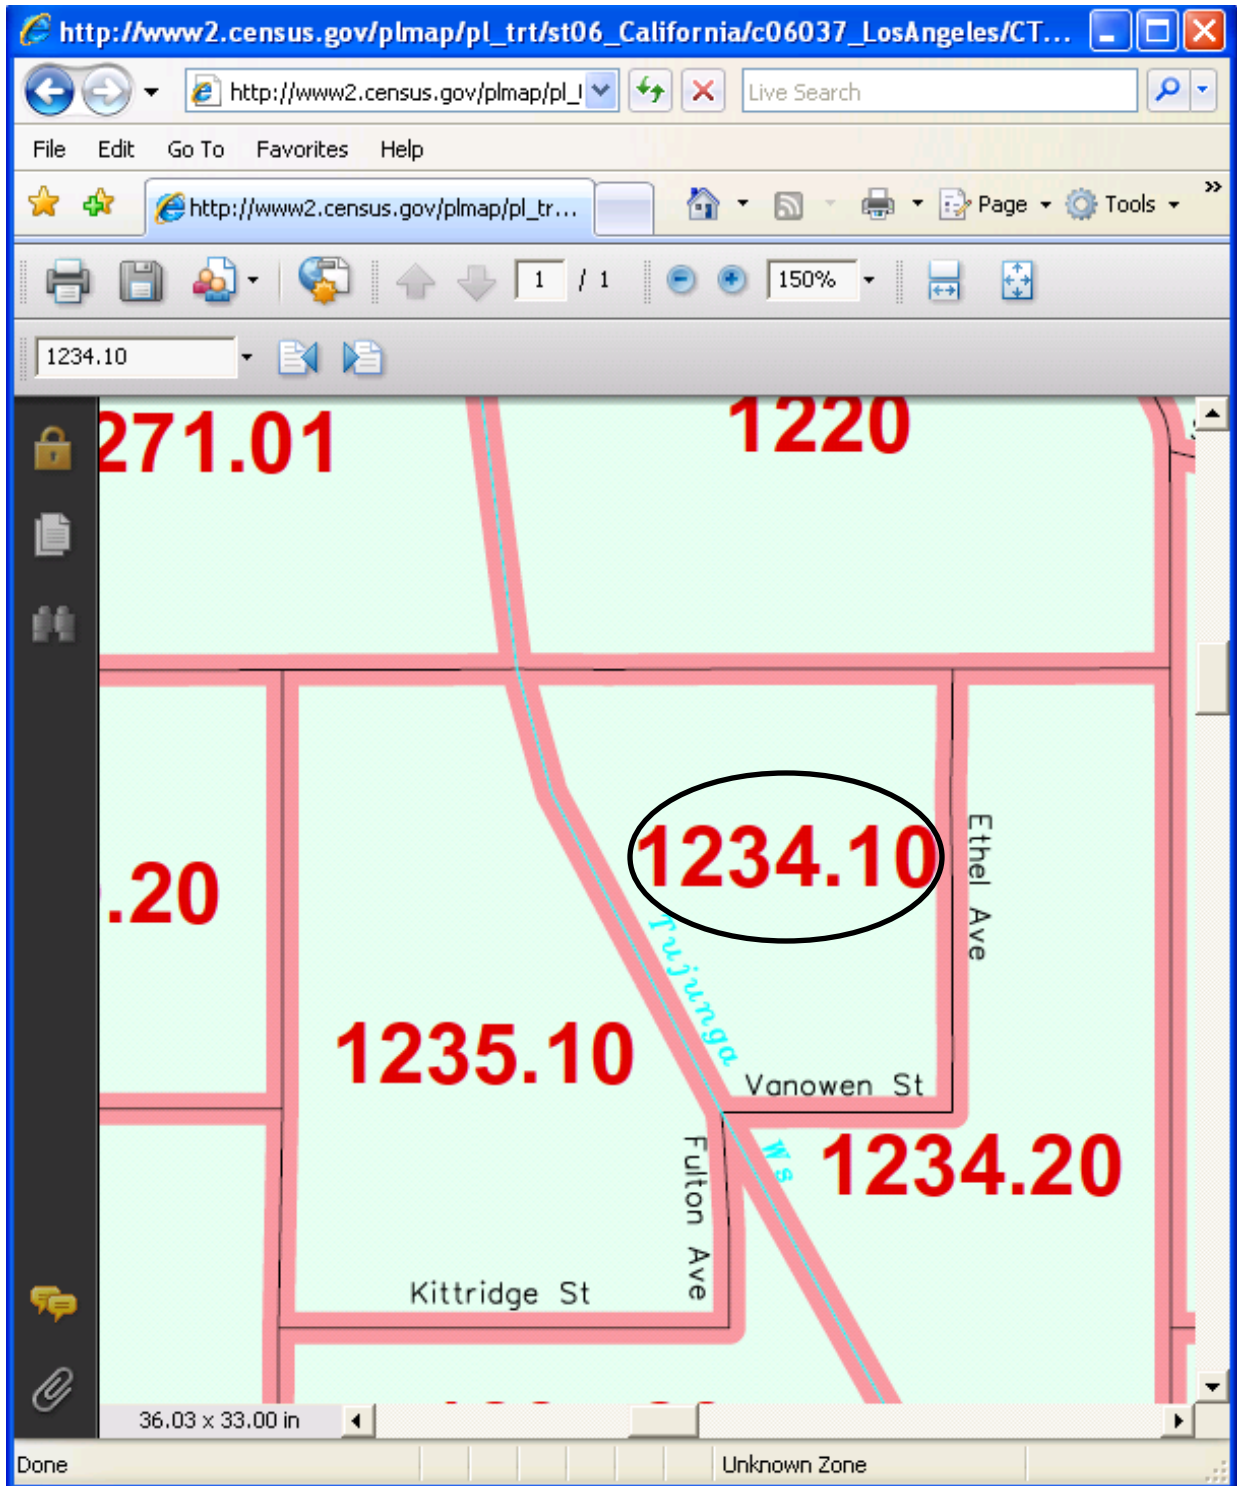 http://www2.census.gov/plmap/pl_trt/st06_California/c06037_LosAngeles/CT...
http://www2.census.gov/plmap/pl_
Live Search
File Edit Go To Favorites Help
http://www2.census.gov/plmap/pl_tr...
Page
Tools
»
1 / 1
150%
1234.10
271.01
1220
1234.10
Ethel Ave
.20
Tujunga
1235.10
Vanowen St
Ws
1234.20
Fulton Ave
Kittridge St
36.03 x 33.00 in
Done
Unknown Zone